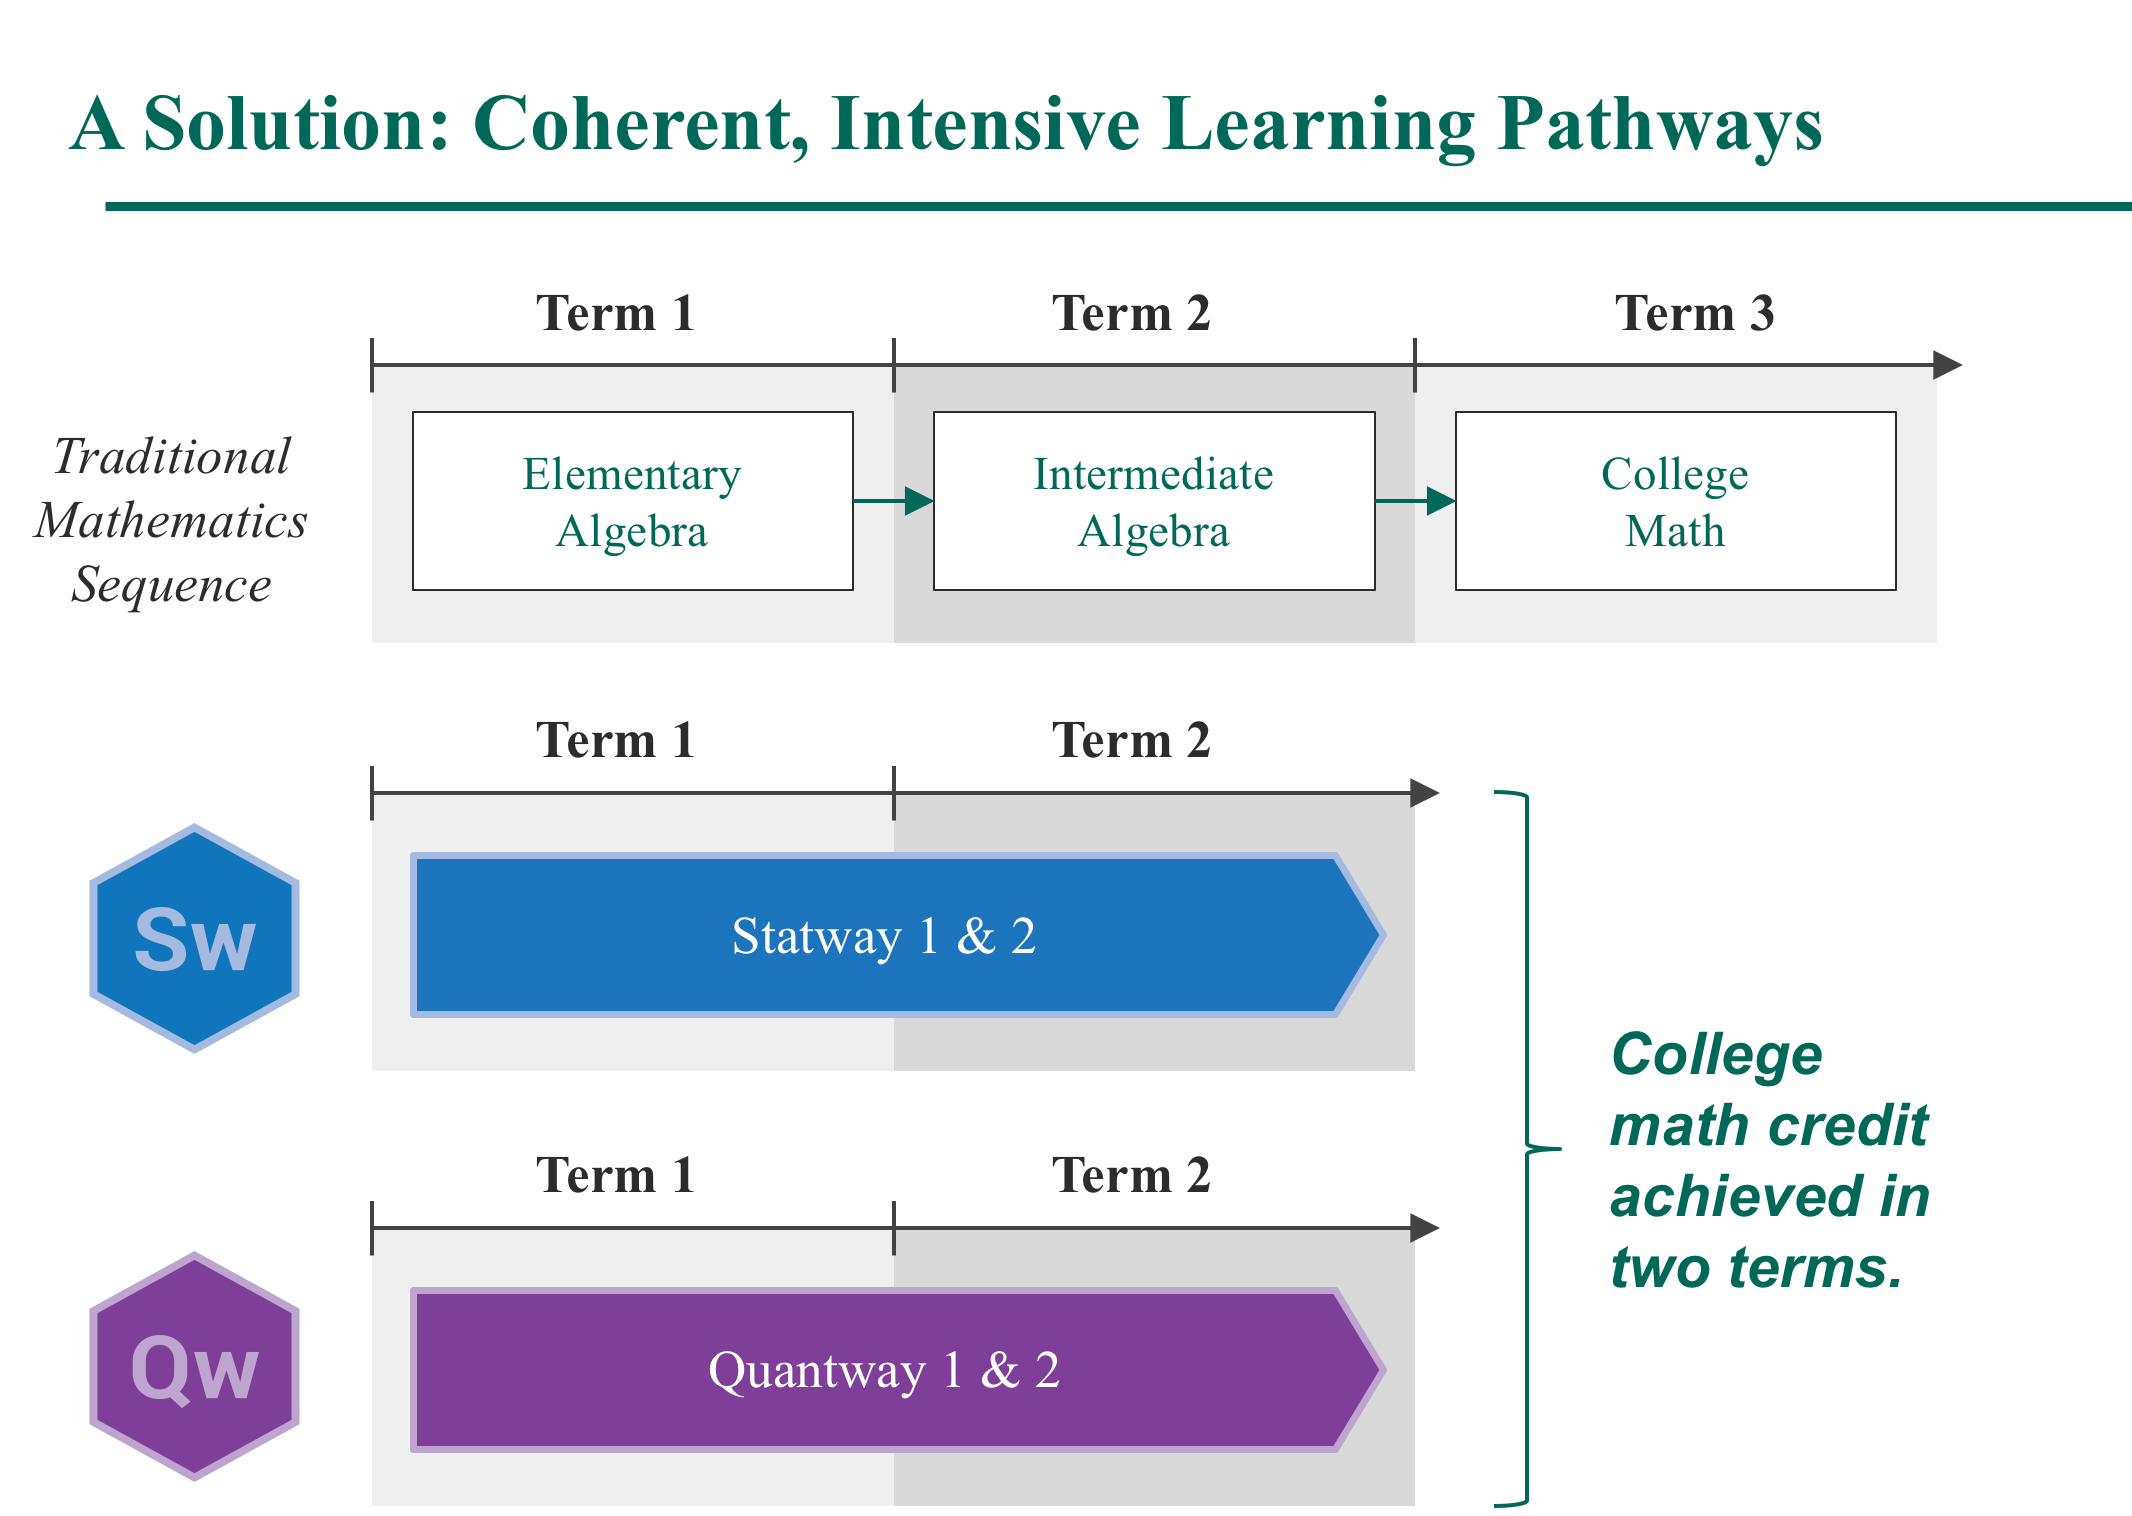 A Solution: Coherent, Intensive Learning Pathways
Term 1
Term 2
Term 3
Traditional
Mathematics
Sequence
Elementary
Algebra
Intermediate
Algebra
College
Math
Term 1
Term 2
Sw
Statway 1 & 2
Term 1
Term 2
Qw
Quantway 1 & 2
College
math credit
achieved in
two terms.